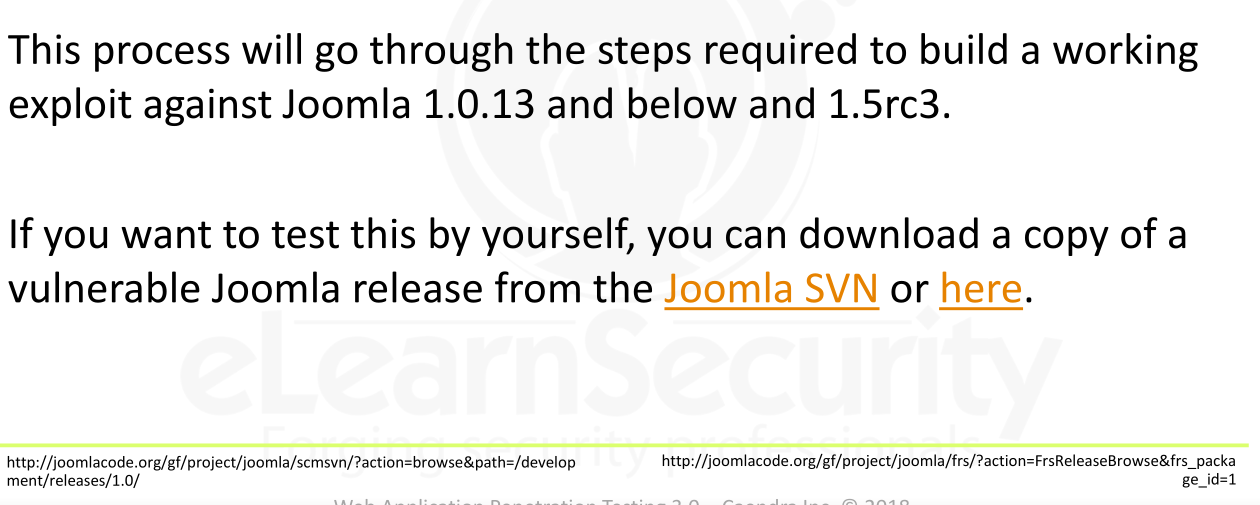 This process will go through the steps required to build a working
exploit against Joomla 1.0.13 and below and 1.5rc3.
If you want to test this by yourself, you can download a copy of a
vulnerable Joomla release from the Joomla SVN or here.
eLearnSecurity
Forging security professionals
http://joomlacode.org/gf/project/joomla/scmsvn/?action=browse&path=/develop
ment/releases/1.0/
http://joomlacode.org/gf/project/joomla/frs/?action=FrsReleaseBrowse&frs_packa
ge_id=1
Web Application Penetration Testing 3.0 – Caendra Inc. © 2018